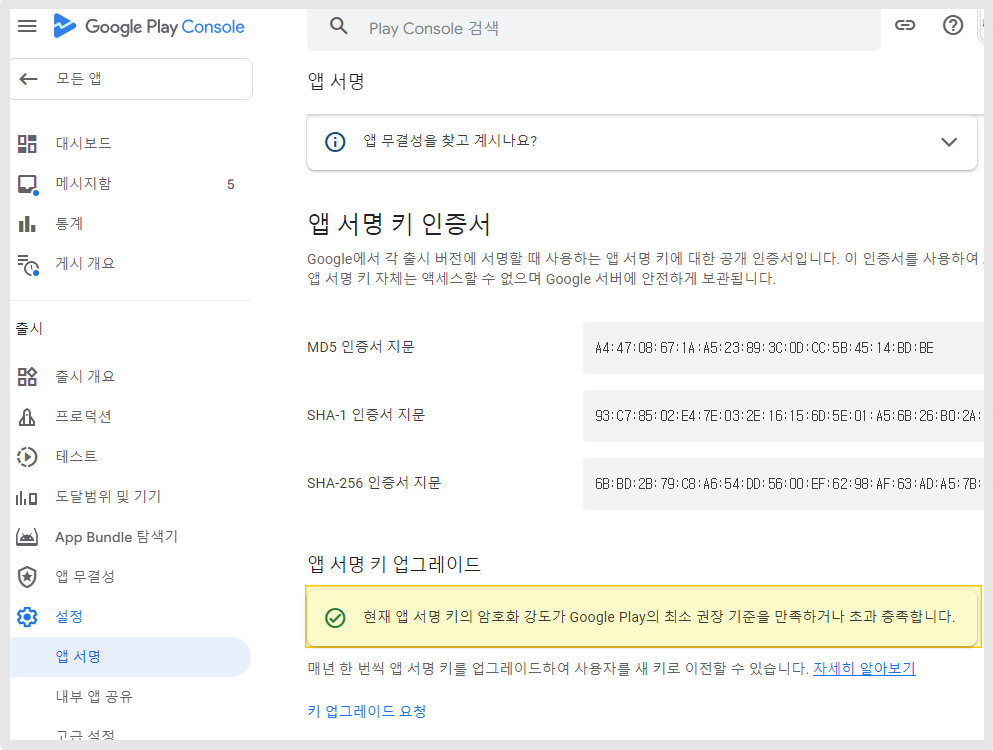 Google Play Console
Play Console 검색
모든 앱
대시보드
메시지함 5
통계
게시 개요
출시
출시 개요
프로덕션
테스트
도달범위 및 기기
App Bundle 탐색기
앱 무결성
설정
앱 서명
내부 앱 공유
고급 설정
앱 서명
앱 무결성을 찾고 계시나요?
앱 서명 키 인증서
Google에서 각 출시 버전에 서명할 때 사용하는 앱 서명 키에 대한 공개 인증서입니다. 이 인증서를 사용하여
앱 서명 키 자체는 액세스할 수 없으며 Google 서버에 안전하게 보관됩니다.
MD5 인증서 지문
A4:47:08:67:1A:A5:23:89:3C:0D:CC:5B:45:14:BD:BE
SHA-1 인증서 지문
93:C7:85:02:E4:7E:03:2E:16:15:6D:5E:01:A5:6B:26:B0:2A:
SHA-256 인증서 지문
6B:BD:2B:79:C8:A6:54:DD:56:00:EF:62:98:AF:63:AD:A5:7B:
앱 서명 키 업그레이드
현재 앱 서명 키의 암호화 강도가 Google Play의 최소 권장 기준을 만족하거나 초과 충족합니다.
매년 한 번씩 앱 서명 키를 업그레이드하여 사용자를 새 키로 이전할 수 있습니다. 자세히 알아보기
키 업그레이드 요청